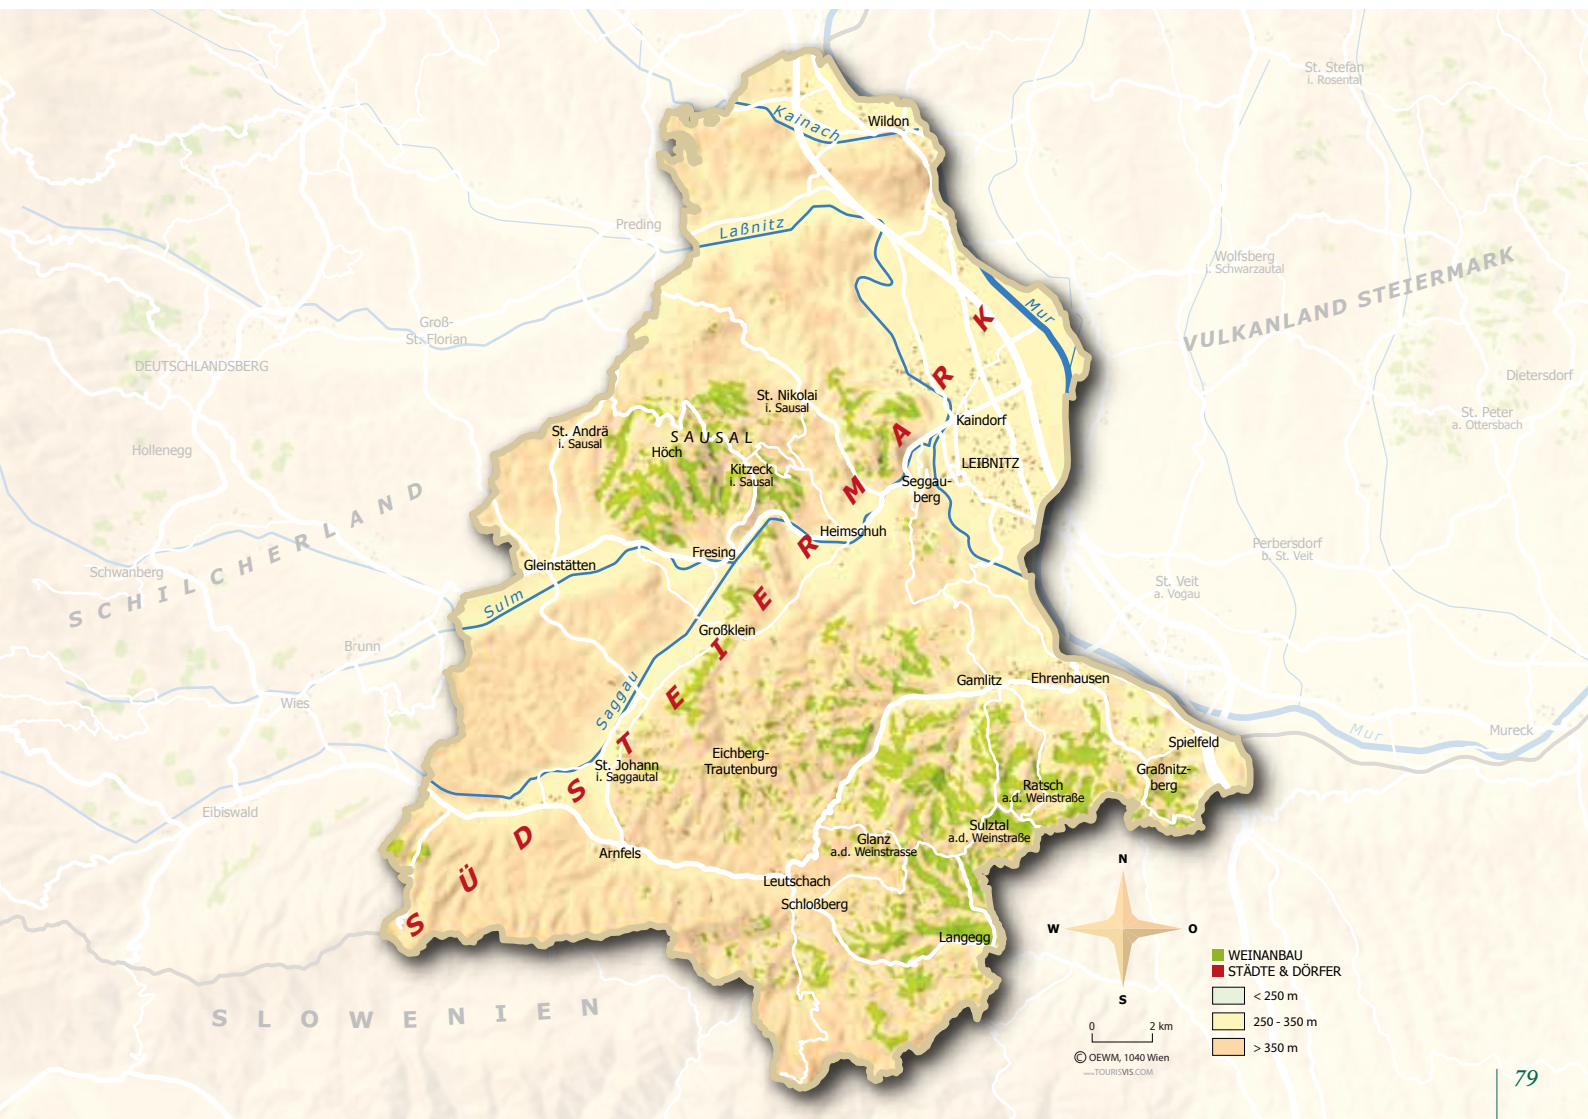 St. Stefan
i. Rosental
Kainach
Wildon
Preding
Laßnitz
Wolfsberg
i. Schwarzautal
VULKANLAND STEIERMARK
Mur
Groß-
St. Florian
DEUTSCHLANDSBERG
Dietersdorf
St. Nikolai
i. Sausal
St. Peter
a. Ottersbach
Kaindorf
St. Andrä
i. Sausal
SAUSAL
Höch
Hollenegg
Kitzeck
i. Sausal
LEIBNITZ
Seggau-
berg
SCHILCHERLAND
Heimschuh
Fresing
Perbersdorf
b. St. Veit
Gleinstätten
Schwanberg
St. Veit
a. Vogau
Sulm
Großklein
Brunn
SÜDSTEIERMARK
Gamlitz
Ehrenhausen
Saggau
Wies
Mur
Mureck
Spielfeld
Eichberg-
Trautenburg
St. Johann
i. Saggautal
Graßnitz-
berg
Ratsch
a.d. Weinstraße
Eibiswald
Sulztal
a.d. Weinstraße
Glanz
a.d. Weinstrasse
Arnfels
Leutschach
Schloßberg
Langegg
SLOWENIEN
N
W
O
S
WEINANBAU
STÄDTE & DÖRFER
< 250 m
250 - 350 m
> 350 m
0 2 km
© OEWM, 1040 Wien
www.TOURISVIS.COM
79